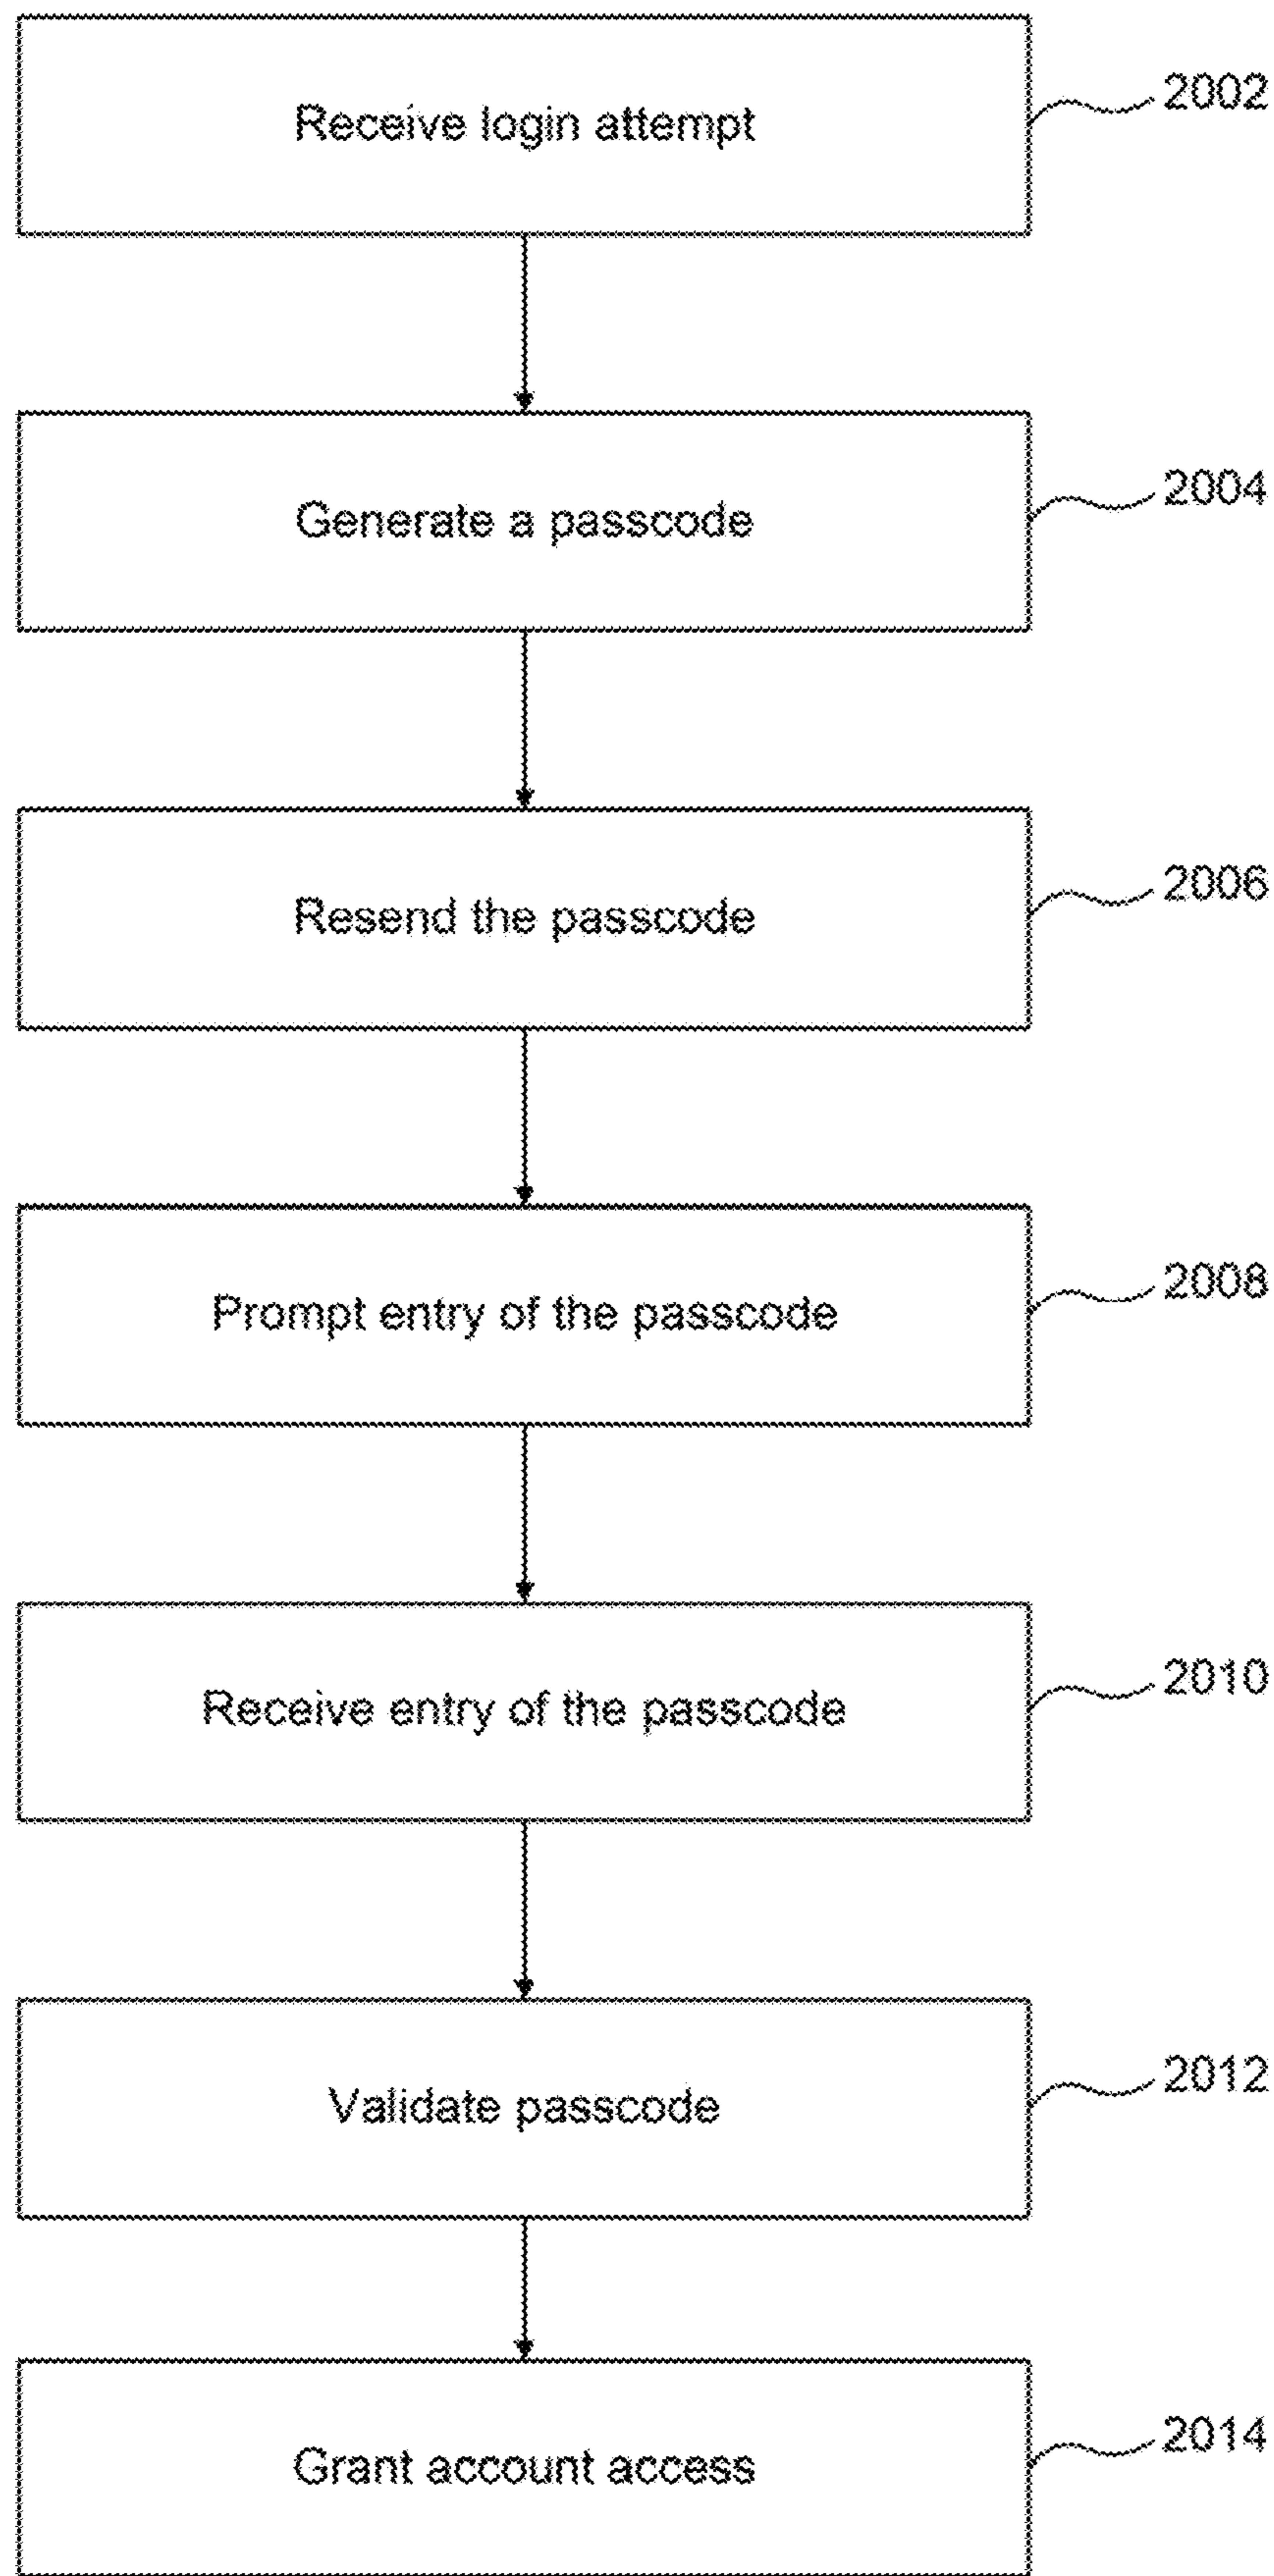 Receive login attempt
2002
Generate a passcode
2004
Resend the passcode
2006
Prompt entry of the passcode
2008
Receive entry of the passcode
2010
Validate passcode
2012
Grant account access
2014